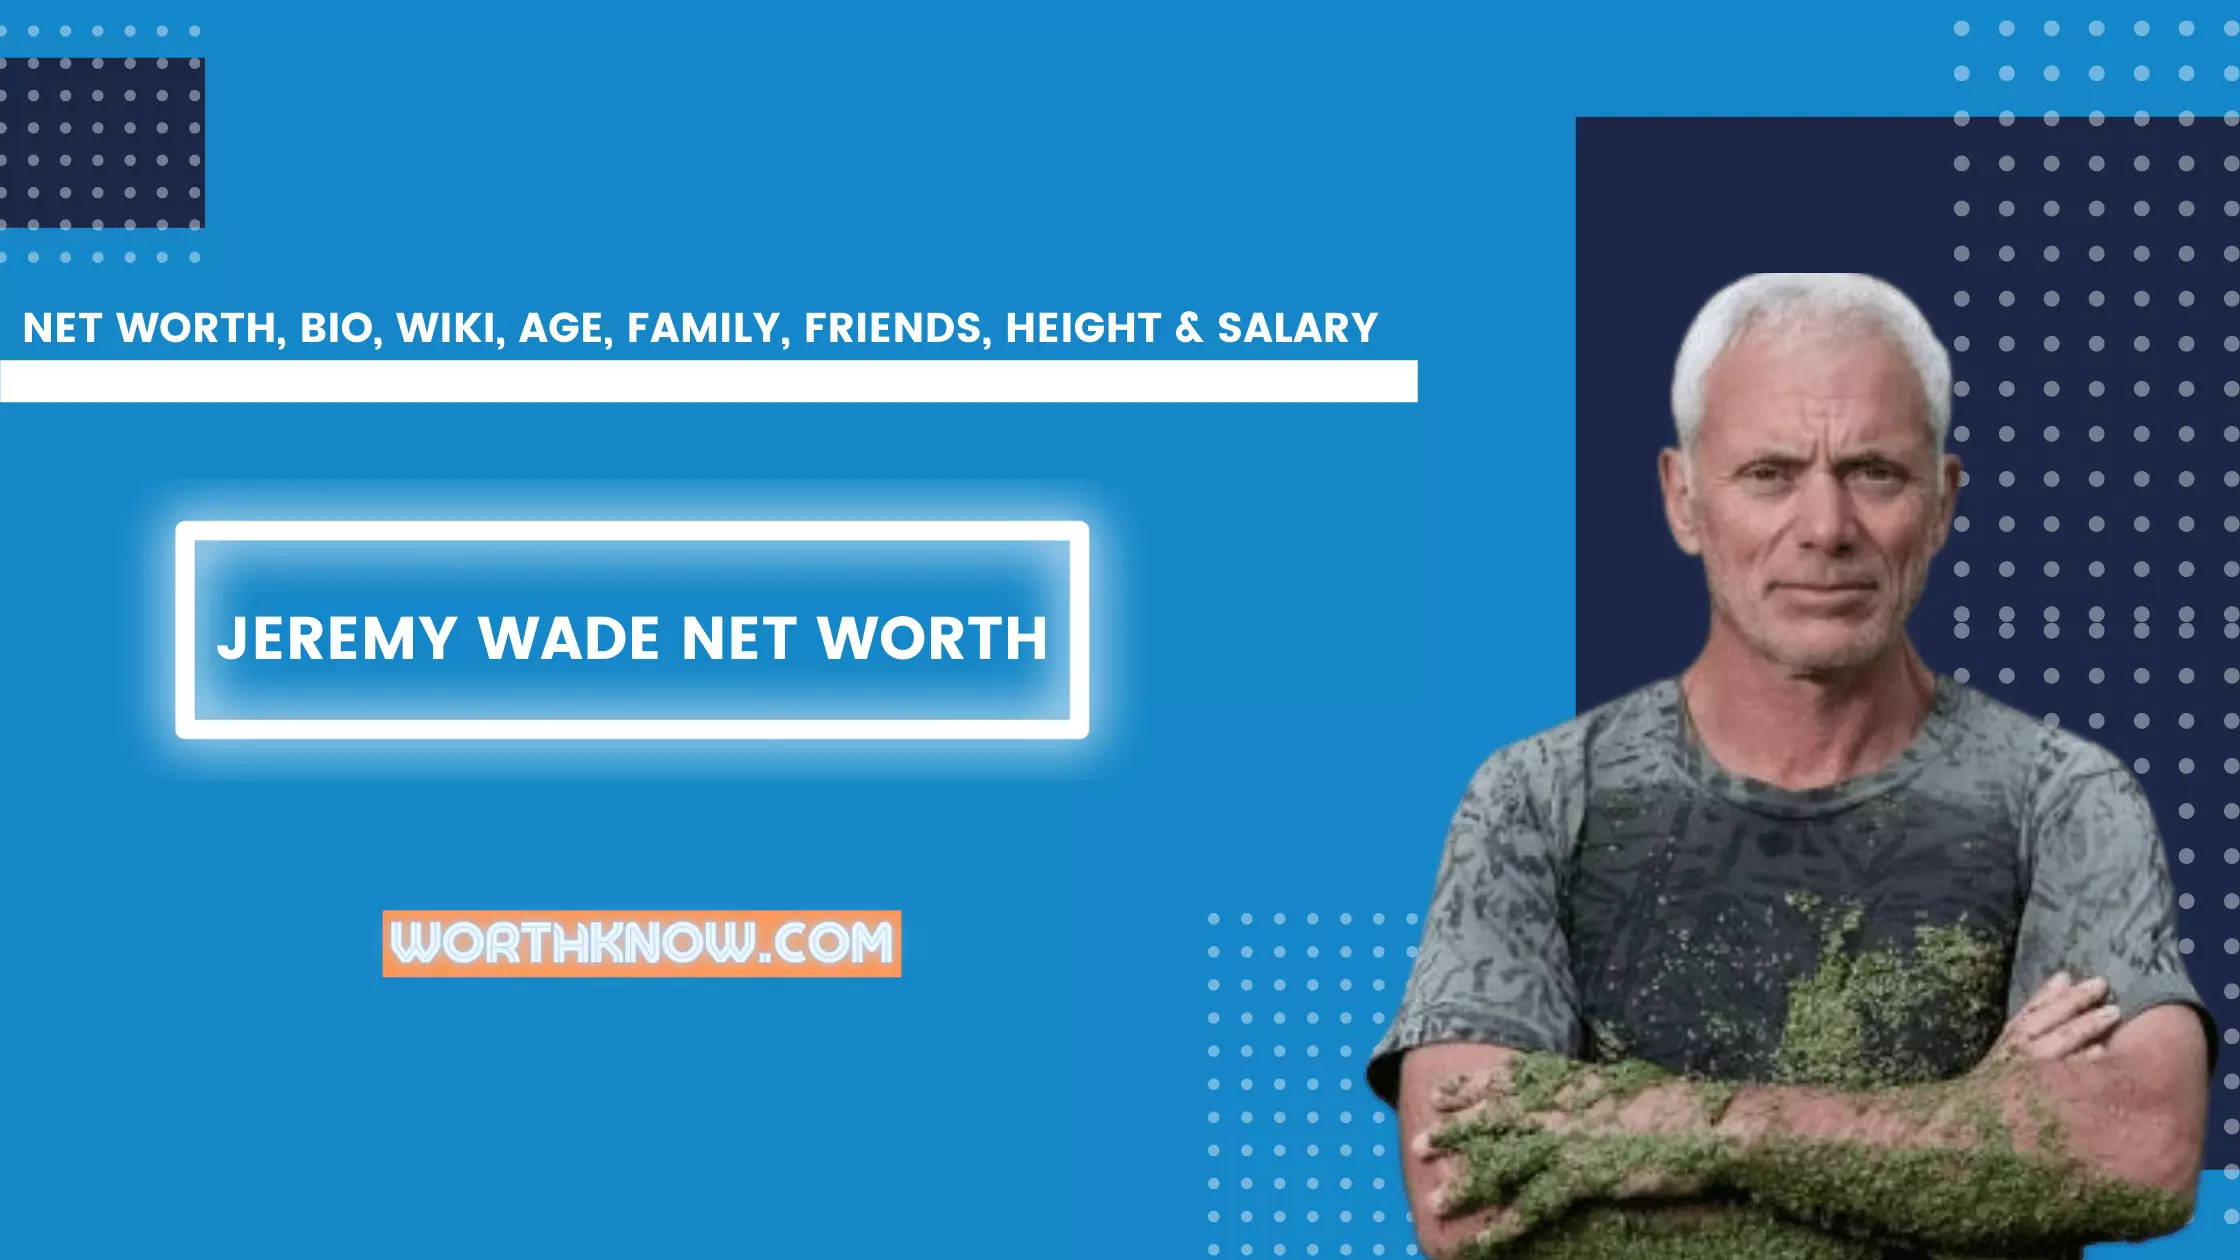 NET WORTH, BIO, WIKI, AGE, FAMILY, FRIENDS, HEIGHT & SALARY
JEREMY WADE NET WORTH
WORTHKNOW.COM